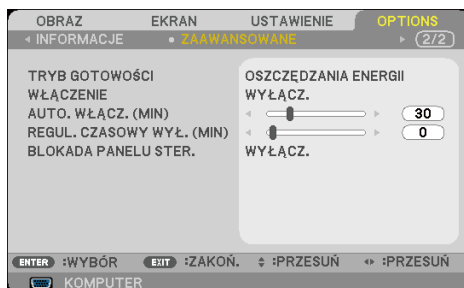 OBRAZ EKRAN USTAWIENIE OPTIONS
INFORMACJE • ZAAWANSOWANE (2/2)
TRYB GOTOWOŚCI OSZCZĘDZANIA ENERGII
WŁĄCZENIE WYŁĄCZ.
AUTO. WŁĄCZ. (MIN) 30
REGUL. CZASOWY WYŁ. (MIN) 0
BLOKADA PANELU STER. WYŁĄCZ.
ENTER :WYBÓR EXIT :ZAKOŃ. :PRZESUŃ :PRZESUŃ
KOMPUTER